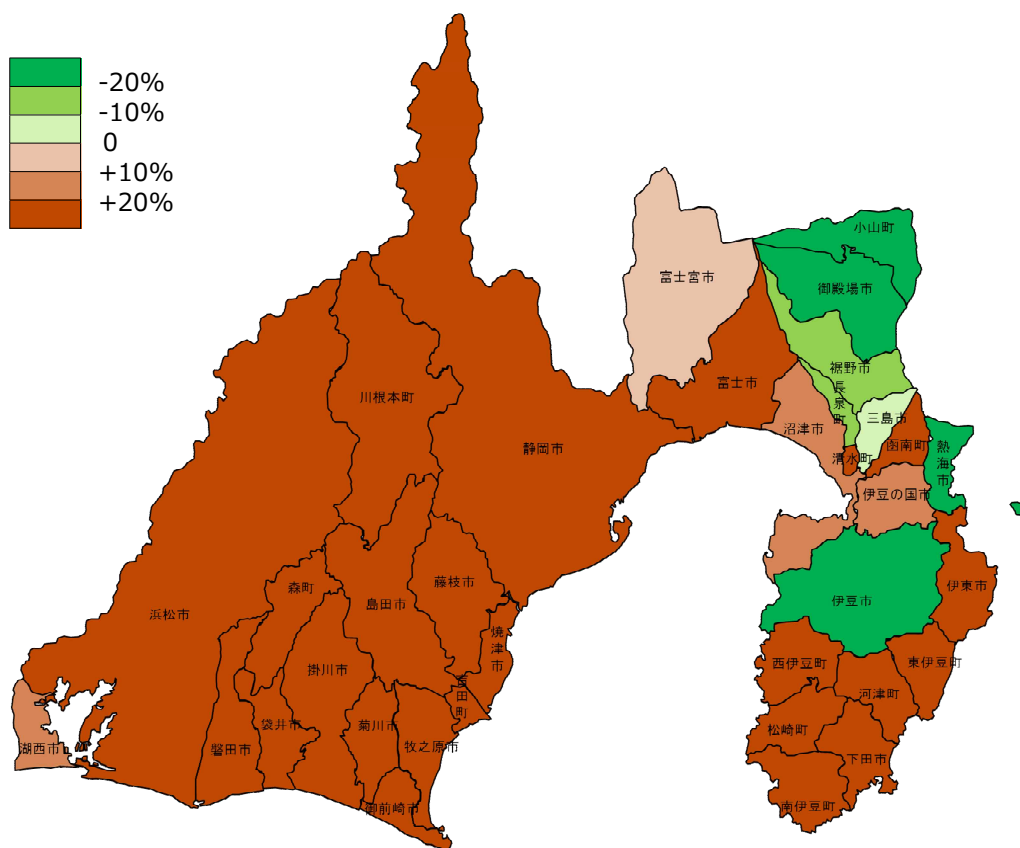 -20%
-10%
0
+10%
+20%
小山町
富士宮市
御殿場市
裾野市
長泉町
富士市
川根本町
三島市
沼津市
函南町
静岡市
清水町
熱海市
伊豆の国市
藤枝市
森町
伊東市
島田市
伊豆市
浜松市
焼津市
西伊豆町
東伊豆町
掛川市
吉田町
河津町
袋井市
菊川市
松崎町
湖西市
磐田市
牧之原市
下田市
御前崎市
南伊豆町